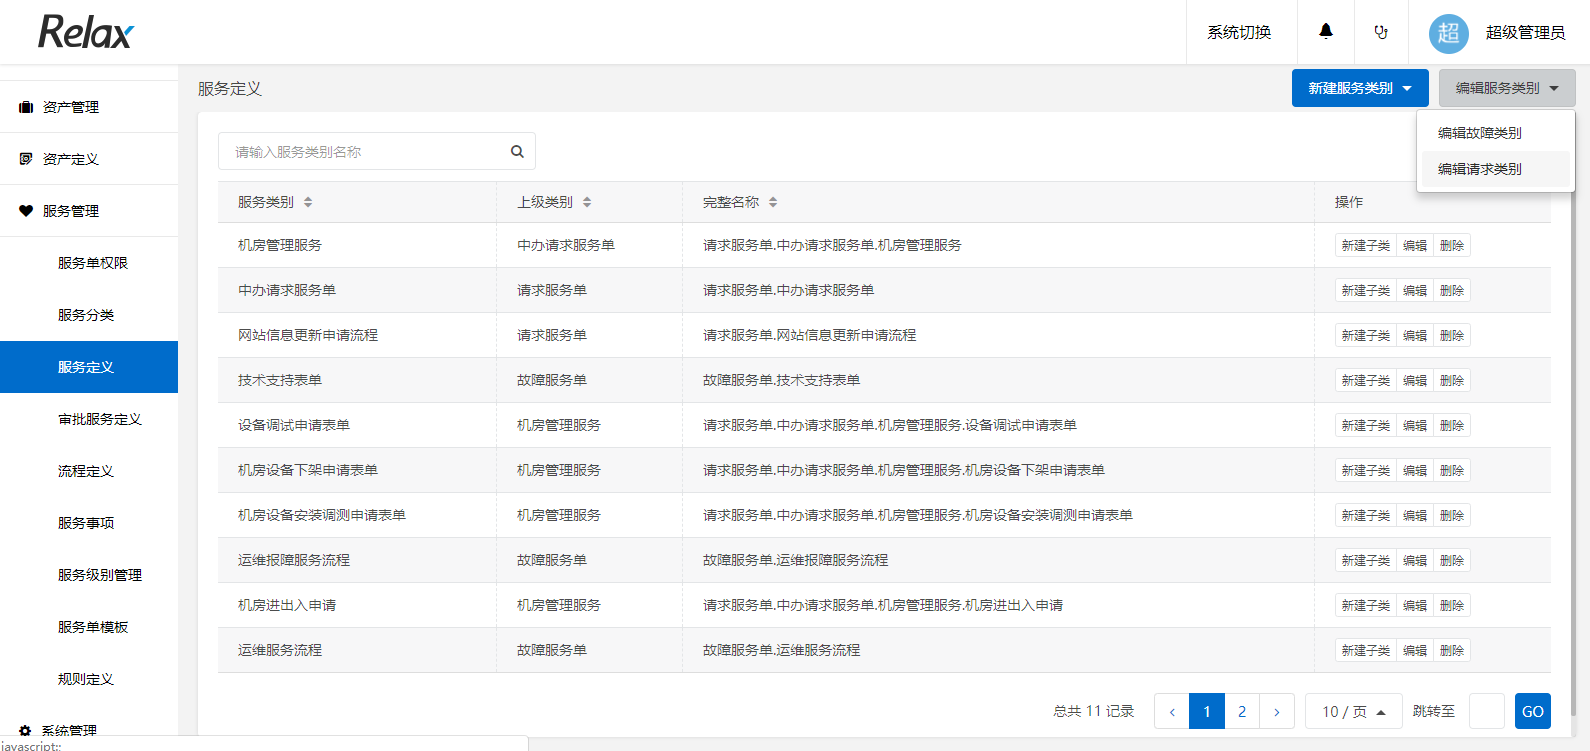 Relax
系统切换
超
超级管理员
资产管理
资产定义
服务管理
服务单权限
服务分类
服务定义
审批服务定义
流程定义
服务事项
服务级别管理
服务单模板
规则定义
系统管理
javascript:;
服务定义
新建服务类别
编辑服务类别
编辑故障类别
编辑请求类别
请输入服务类别名称
服务类别 上级类别 完整名称 操作
机房管理服务 中办请求服务单 请求服务单.中办请求服务单.机房管理服务 新建子类 编辑 删除
中办请求服务单 请求服务单 请求服务单.中办请求服务单 新建子类 编辑 删除
网站信息更新申请流程 请求服务单 请求服务单.网站信息更新申请流程 新建子类 编辑 删除
技术支持表单 故障服务单 故障服务单.技术支持表单 新建子类 编辑 删除
设备调试申请表单 机房管理服务 请求服务单.中办请求服务单.机房管理服务.设备调试申请表单 新建子类 编辑 删除
机房设备下架申请表单 机房管理服务 请求服务单.中办请求服务单.机房管理服务.机房设备下架申请表单 新建子类 编辑 删除
机房设备安装调测申请表单 机房管理服务 请求服务单.中办请求服务单.机房管理服务.机房设备安装调测申请表单 新建子类 编辑 删除
运维报障服务流程 故障服务单 故障服务单.运维报障服务流程 新建子类 编辑 删除
机房进出入申请 机房管理服务 请求服务单.中办请求服务单.机房管理服务.机房进出入申请 新建子类 编辑 删除
运维服务流程 故障服务单 故障服务单.运维服务流程 新建子类 编辑 删除
总共 11 记录 ‹ 1 2 › 10 / 页 跳转至 GO